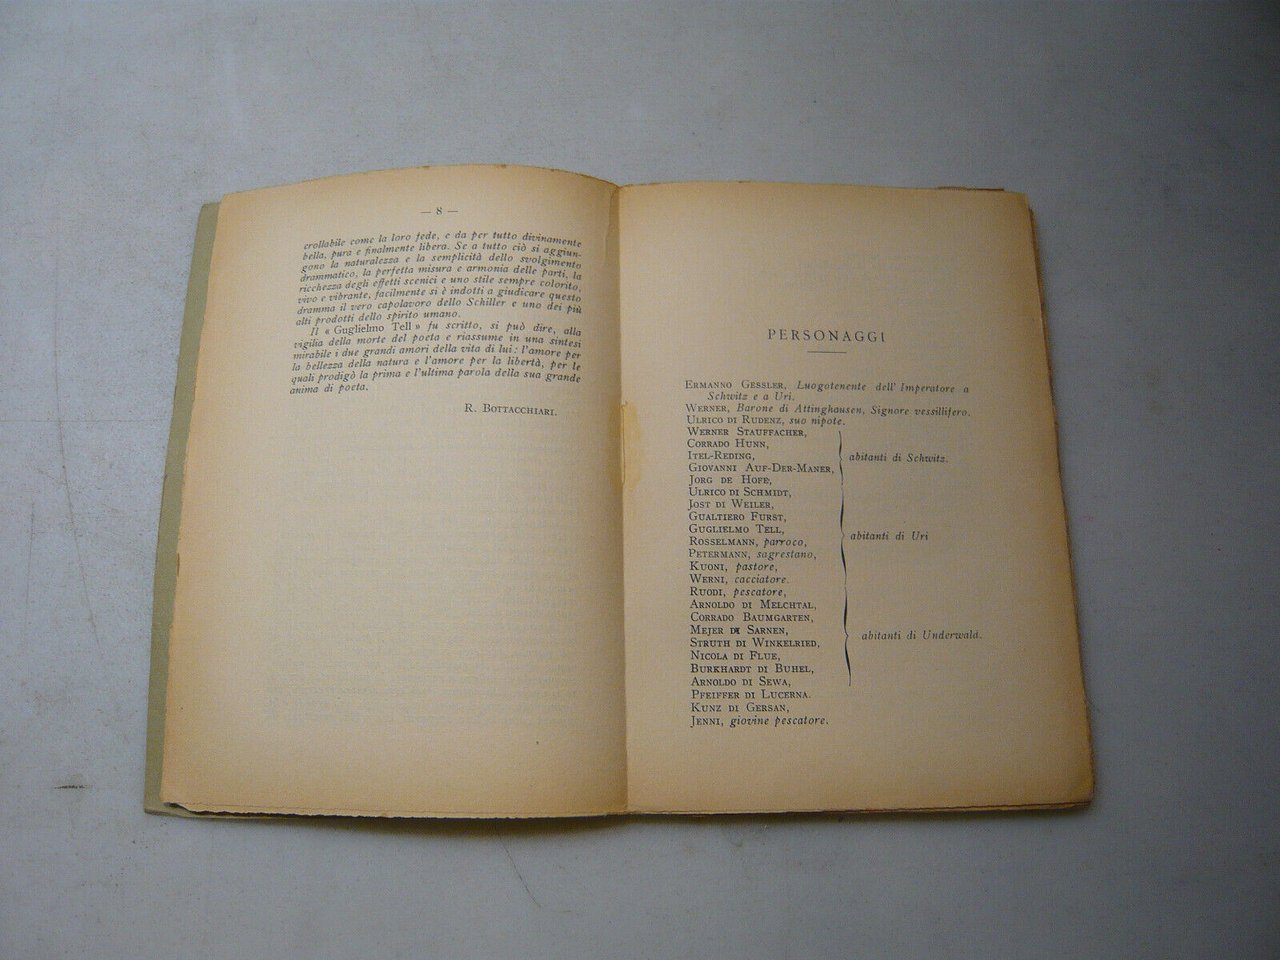 — 8 —
crollabile come la loro fede, e da per tutto divinamente
bella, pura e finalmente libera. Se a tutto ciò si aggiun-
gono la naturalezza e la semplicità dello svolgimento
drammatico, la perfetta misura e armonia delle parti, la
ricchezza degli effetti scenici e uno stile sempre colorito,
vivo e vibrante, facilmente si è indotti a giudicare questo
dramma il vero capolavoro dello Schiller e uno dei più
alti prodotti dello spirito umano.
Il « Guglielmo Tell » fu scritto, si può dire, alla
vigilia della morte del poeta e riassume in una sintesi
mirabile i due grandi amori della vita di lui: l'amore per
la bellezza della natura e l'amore per la libertà, per le
quali prodigò la prima e l'ultima parola della sua grande
anima di poeta.
R. BOTTACCHIARI.
PERSONAGGI
ERMANNO GESSLER, Luogotenente dell' Imperatore a
Schwitz e a Uri.
WERNER, Barone di Attinghausen, Signore vessillifero.
ULRICO DI RUDENZ, suo nipote.
WERNER STAUFFACHER,
CORRADO HUNN,
ITEL-REDING,
GIOVANNI AUF-DER-MANER,
JORG DE HOFE,
ULRICO DI SCHMIDT,
JOST DI WEILER,
abitanti di Schwitz.
GUALTIERO FURST,
GUGLIELMO TELL,
ROSSELMANN, parroco,
PETERMANN, sagrestano,
KUONI, pastore,
WERNI, cacciatore.
RUODI, pescatore,
abitanti di Uri
ARNOLDO DI MELCHTAL,
CORRADO BAUMGARTEN,
MEJER DI SARNEN,
STRUTH DI WINKELRIED,
NICOLA DI FLUE,
BURKHARDT DI BUHEL,
ARNOLDO DI SEWA,
abitanti di Underwald.
PFEIFFER DI LUCERNA.
KUNZ DI GERSAN,
JENNI, giovine pescatore.